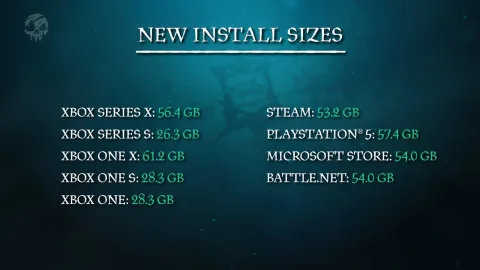 NEW INSTALL SIZES
XBOX SERIES X: 56.4 GB
XBOX SERIES S: 26.3 GB
XBOX ONE X: 61.2 GB
XBOX ONE S: 28.3 GB
XBOX ONE: 28.3 GB
STEAM: 53.2 GB
PLAYSTATION® 5: 57.4 GB
MICROSOFT STORE: 54.0 GB
BATTLE.NET: 54.0 GB